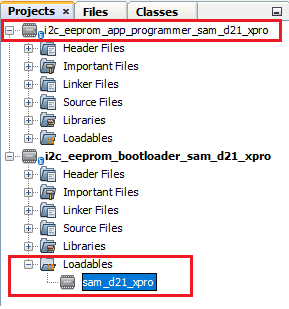 Projects × Files Classes
i2c_eeprom_app_programmer_sam_d21_xpro
Header Files
Important Files
Linker Files
Source Files
Libraries
Loadables
i2c_eeprom_bootloader_sam_d21_xpro
Header Files
Important Files
Linker Files
Source Files
Libraries
Loadables
sam_d21_xpro